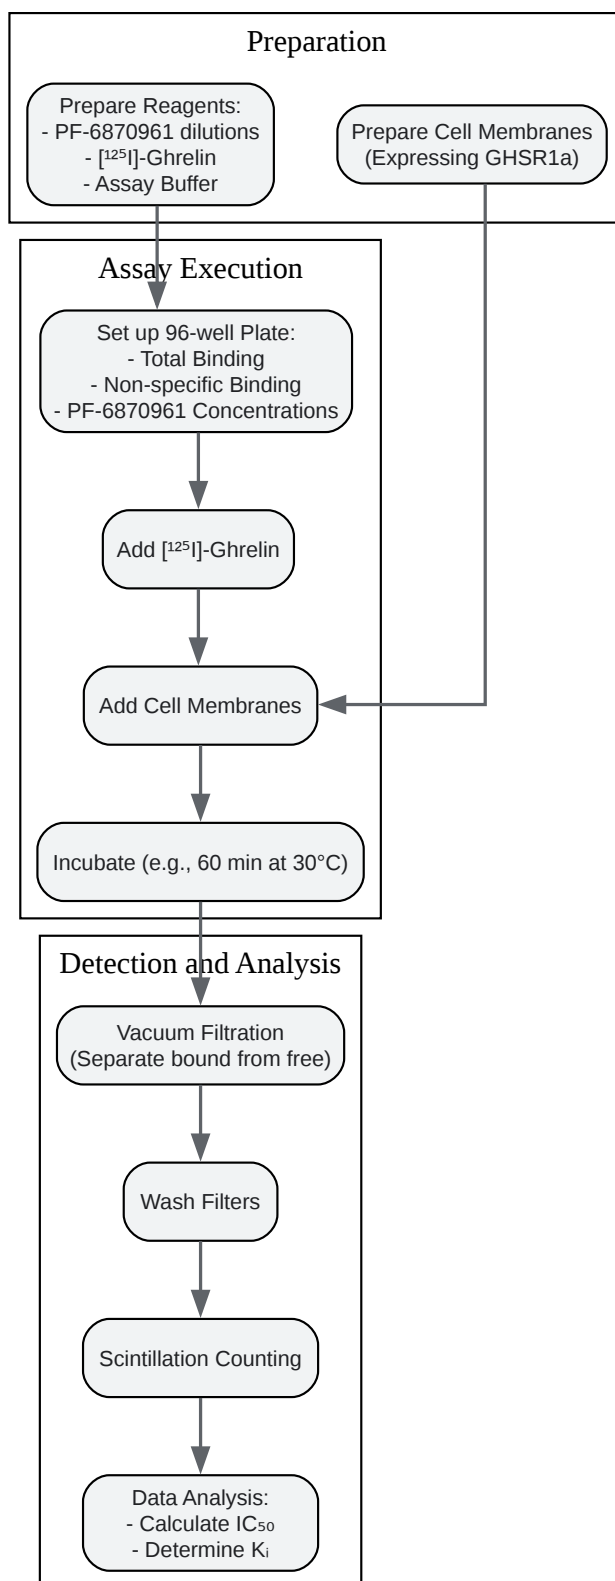 Preparation
Prepare Reagents:
- PF-6870961 dilutions
- [¹²⁵I]-Ghrelin
- Assay Buffer
Prepare Cell Membranes
(Expressing GHSR1a)
Assay Execution
Set up 96-well Plate:
- Total Binding
- Non-specific Binding
- PF-6870961 Concentrations
Add [¹²⁵I]-Ghrelin
Add Cell Membranes
Incubate (e.g., 60 min at 30°C)
Detection and Analysis
Vacuum Filtration
(Separate bound from free)
Wash Filters
Scintillation Counting
Data Analysis:
- Calculate IC₅₀
- Determine Kᵢ